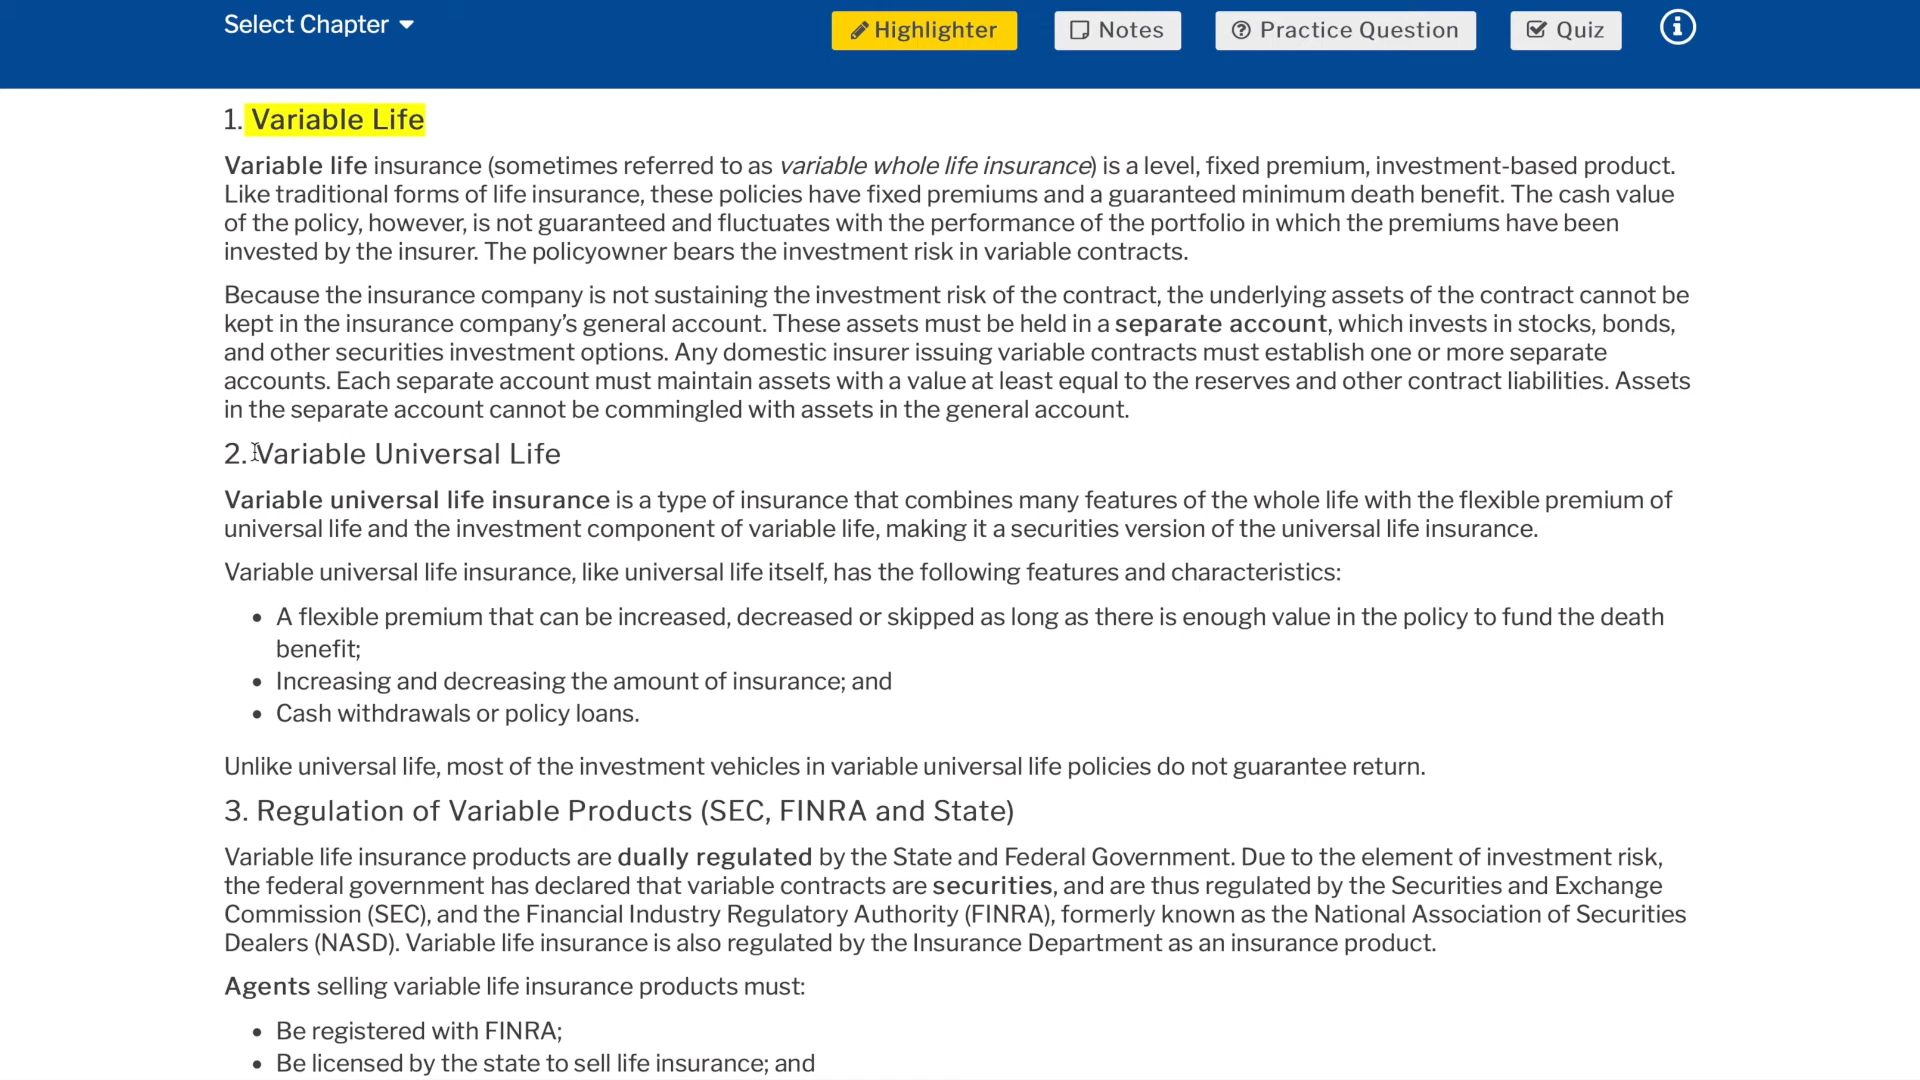 Select Chapter
Highlighter
Notes
Practice Question
Quiz
1. Variable Life
Variable life insurance (sometimes referred to as variable whole life insurance) is a level, fixed premium, investment-based product.
Like traditional forms of life insurance, these policies have fixed premiums and a guaranteed minimum death benefit. The cash value
of the policy, however, is not guaranteed and fluctuates with the performance of the portfolio in which the premiums have been
invested by the insurer. The policyowner bears the investment risk in variable contracts.
Because the insurance company is not sustaining the investment risk of the contract, the underlying assets of the contract cannot be
kept in the insurance company’s general account. These assets must be held in a separate account, which invests in stocks, bonds,
and other securities investment options. Any domestic insurer issuing variable contracts must establish one or more separate
accounts. Each separate account must maintain assets with a value at least equal to the reserves and other contract liabilities. Assets
in the separate account cannot be commingled with assets in the general account.
2. Variable Universal Life
Variable universal life insurance is a type of insurance that combines many features of the whole life with the flexible premium of
universal life and the investment component of variable life, making it a securities version of the universal life insurance.
Variable universal life insurance, like universal life itself, has the following features and characteristics:
• A flexible premium that can be increased, decreased or skipped as long as there is enough value in the policy to fund the death
benefit;
• Increasing and decreasing the amount of insurance; and
• Cash withdrawals or policy loans.
Unlike universal life, most of the investment vehicles in variable universal life policies do not guarantee return.
3. Regulation of Variable Products (SEC, FINRA and State)
Variable life insurance products are dually regulated by the State and Federal Government. Due to the element of investment risk,
the federal government has declared that variable contracts are securities, and are thus regulated by the Securities and Exchange
Commission (SEC), and the Financial Industry Regulatory Authority (FINRA), formerly known as the National Association of Securities
Dealers (NASD). Variable life insurance is also regulated by the Insurance Department as an insurance product.
Agents selling variable life insurance products must:
• Be registered with FINRA;
• Be licensed by the state to sell life insurance; and